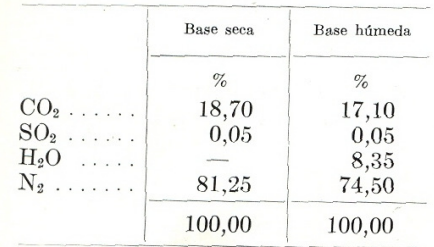 Base seca Base húmeda
% %
CO₂ ...... 18,70 17,10
SO₂ ...... 0,05 0,05
H₂O ..... — 8,35
N₂ ....... 81,25 74,50
100,00 100,00